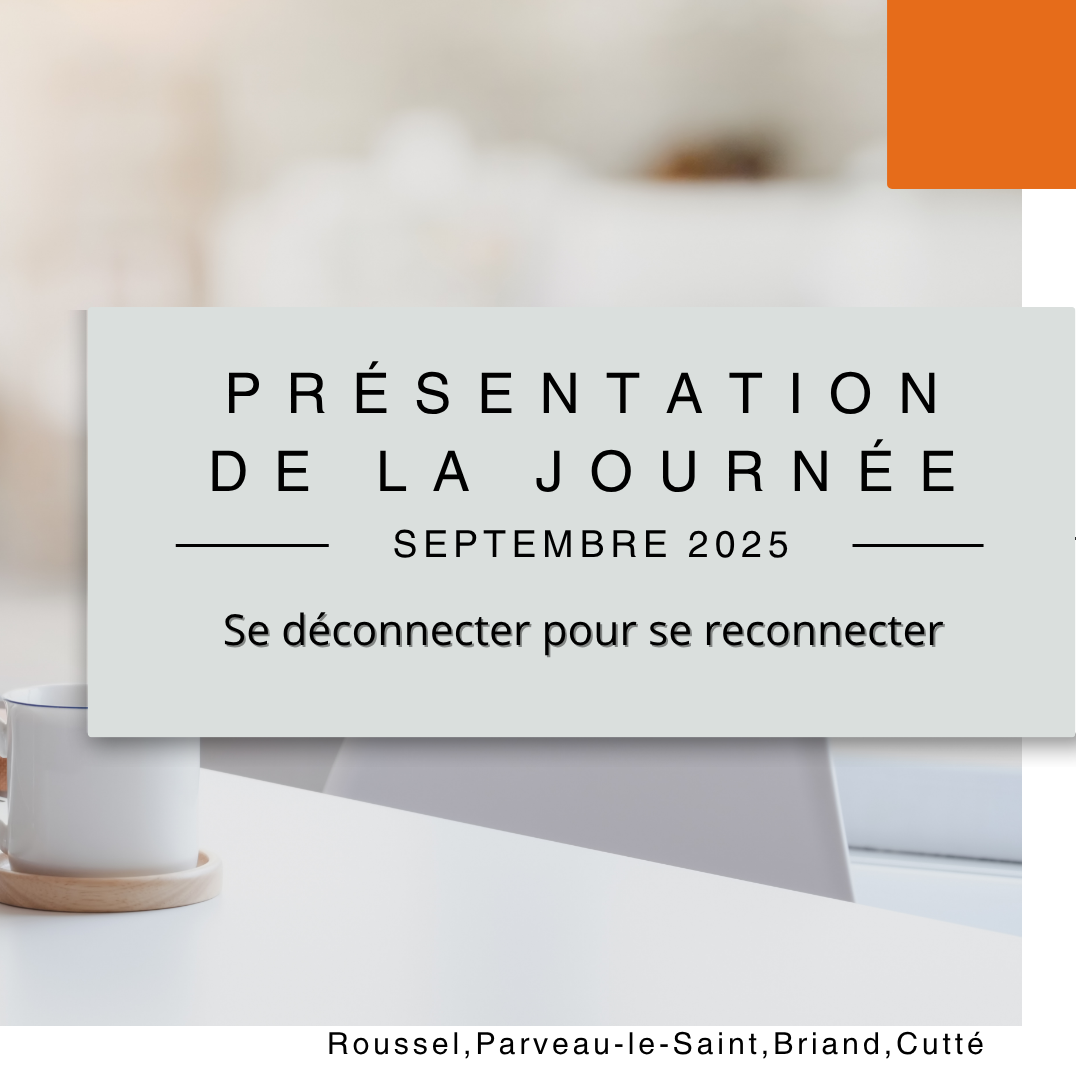 PRÉSENTATION
DE LA JOURNÉE
SEPTEMBRE 2025
Se déconnecter pour se reconnecter
Roussel,Parveau-le-Saint,Briand,Cutté